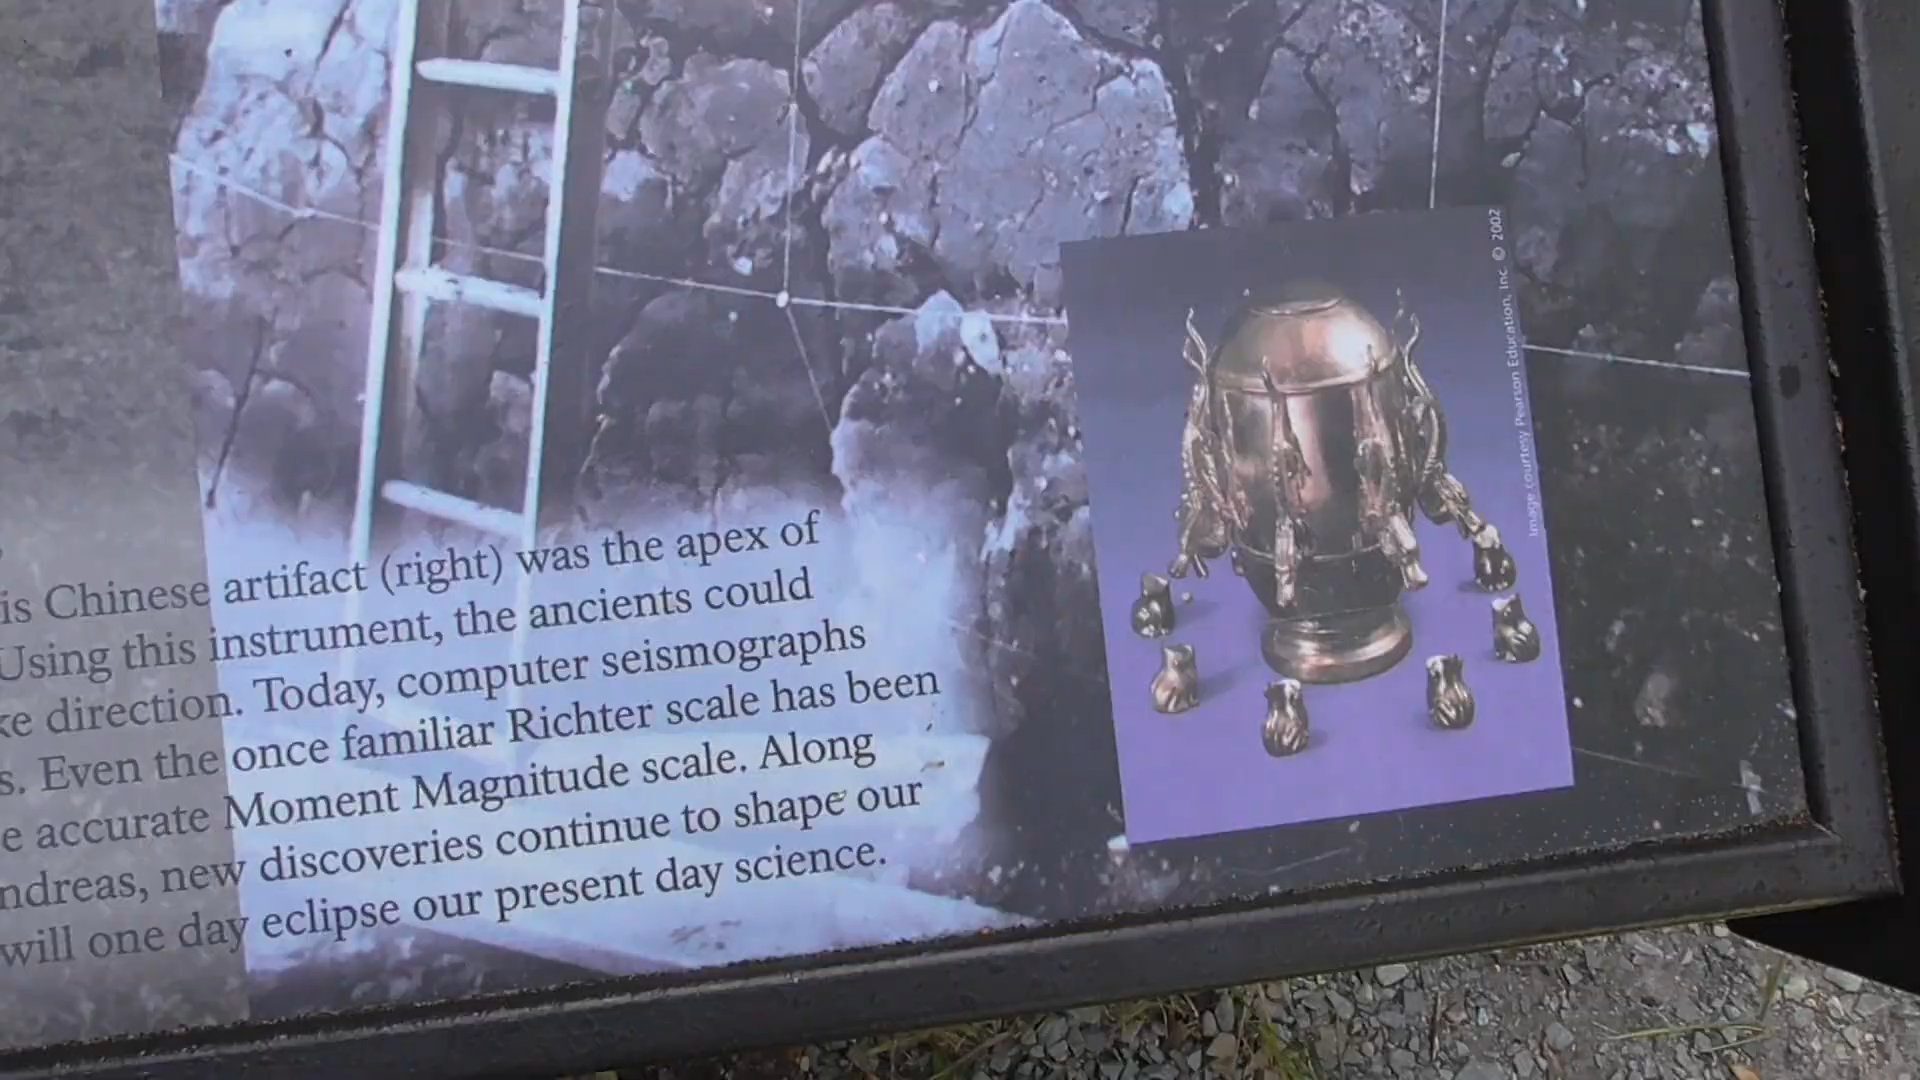 is Chinese artifact (right) was the apex of
Using this instrument, the ancients could
ke direction. Today, computer seismographs
s. Even the once familiar Richter scale has been
e accurate Moment Magnitude scale. Along
ndreas, new discoveries continue to shape our
will one day eclipse our present day science.
Image courtesy Pearson Education, Inc. © 2002